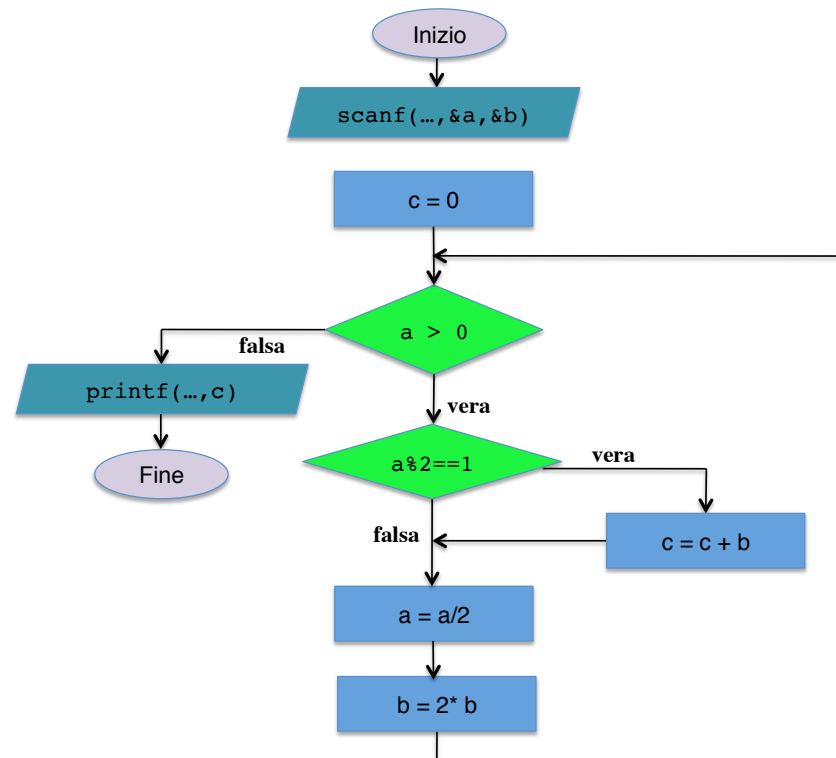 Inizio
scanf(…,&a,&b)
c = 0
a > 0
falsa
printf(…,c)
vera
Fine
a%2==1
vera
falsa
c = c + b
a = a/2
b = 2* b